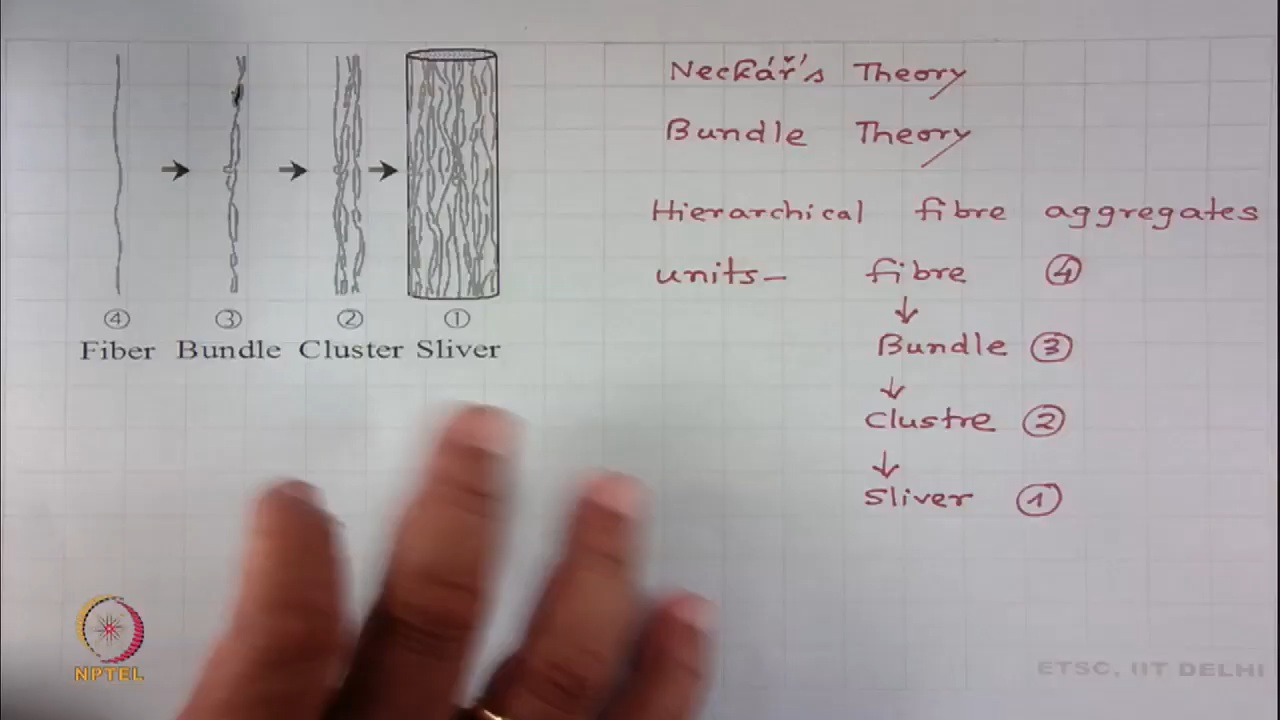 ④ ③ ② ①
Fiber Bundle Cluster Sliver
Neckář's Theory
Bundle Theory
Hierarchical fibre aggregates
units- fibre ④
↓
Bundle ③
↓
Clustre ②
↓
Sliver ①
NPTEL
ETSC, IIT DELHI